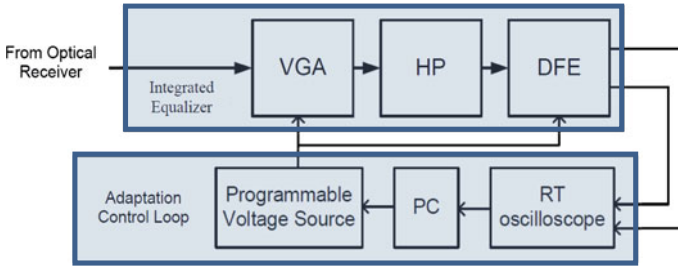 From Optical
Receiver
Integrated
Equalizer
VGA
HP
DFE
Adaptation
Control Loop
Programmable
Voltage Source
PC
RT
oscilloscope